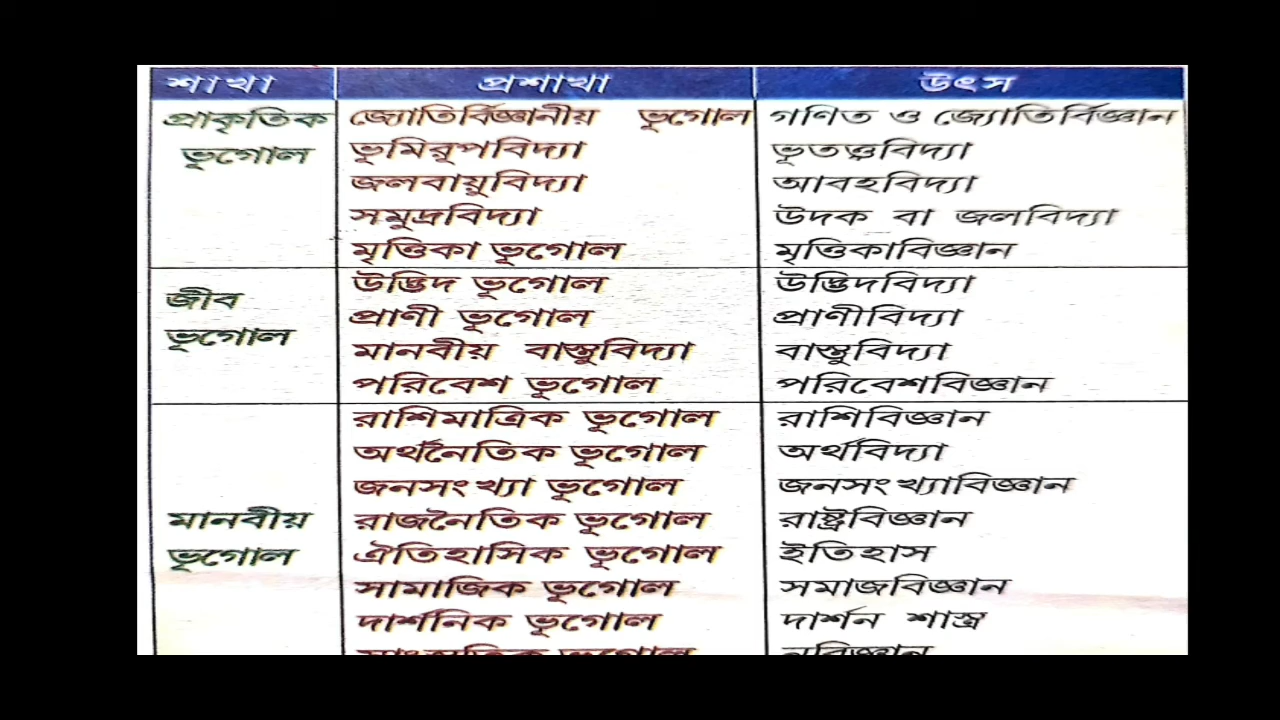 শাখা প্রশাখা উৎস
প্রাকৃতিক জ্যোতির্বিজ্ঞানীয় ভূগোল গণিত ও জ্যোতির্বিজ্ঞান
ভূগোল ভূমিরূপবিদ্যা ভূতত্ত্ববিদ্যা
জলবায়ুবিদ্যা আবহবিদ্যা
সমুদ্রবিদ্যা উদক বা জলবিদ্যা
মৃত্তিকা ভূগোল মৃত্তিকাবিজ্ঞান
উদ্ভিদ ভূগোল উদ্ভিদবিদ্যা
জীব প্রাণী ভূগোল প্রাণীবিদ্যা
ভূগোল মানবীয় বাস্তুবিদ্যা বাস্তুবিদ্যা
পরিবেশ ভূগোল পরিবেশবিজ্ঞান
রাশিমাত্রিক ভূগোল রাশিবিজ্ঞান
অর্থনৈতিক ভূগোল অর্থবিদ্যা
জনসংখ্যা ভূগোল জনসংখ্যাবিজ্ঞান
মানবীয় রাজনৈতিক ভূগোল রাষ্ট্রবিজ্ঞান
ভূগোল ঐতিহাসিক ভূগোল ইতিহাস
সামাজিক ভূগোল সমাজবিজ্ঞান
দার্শনিক ভূগোল দার্শন শাস্ত্র